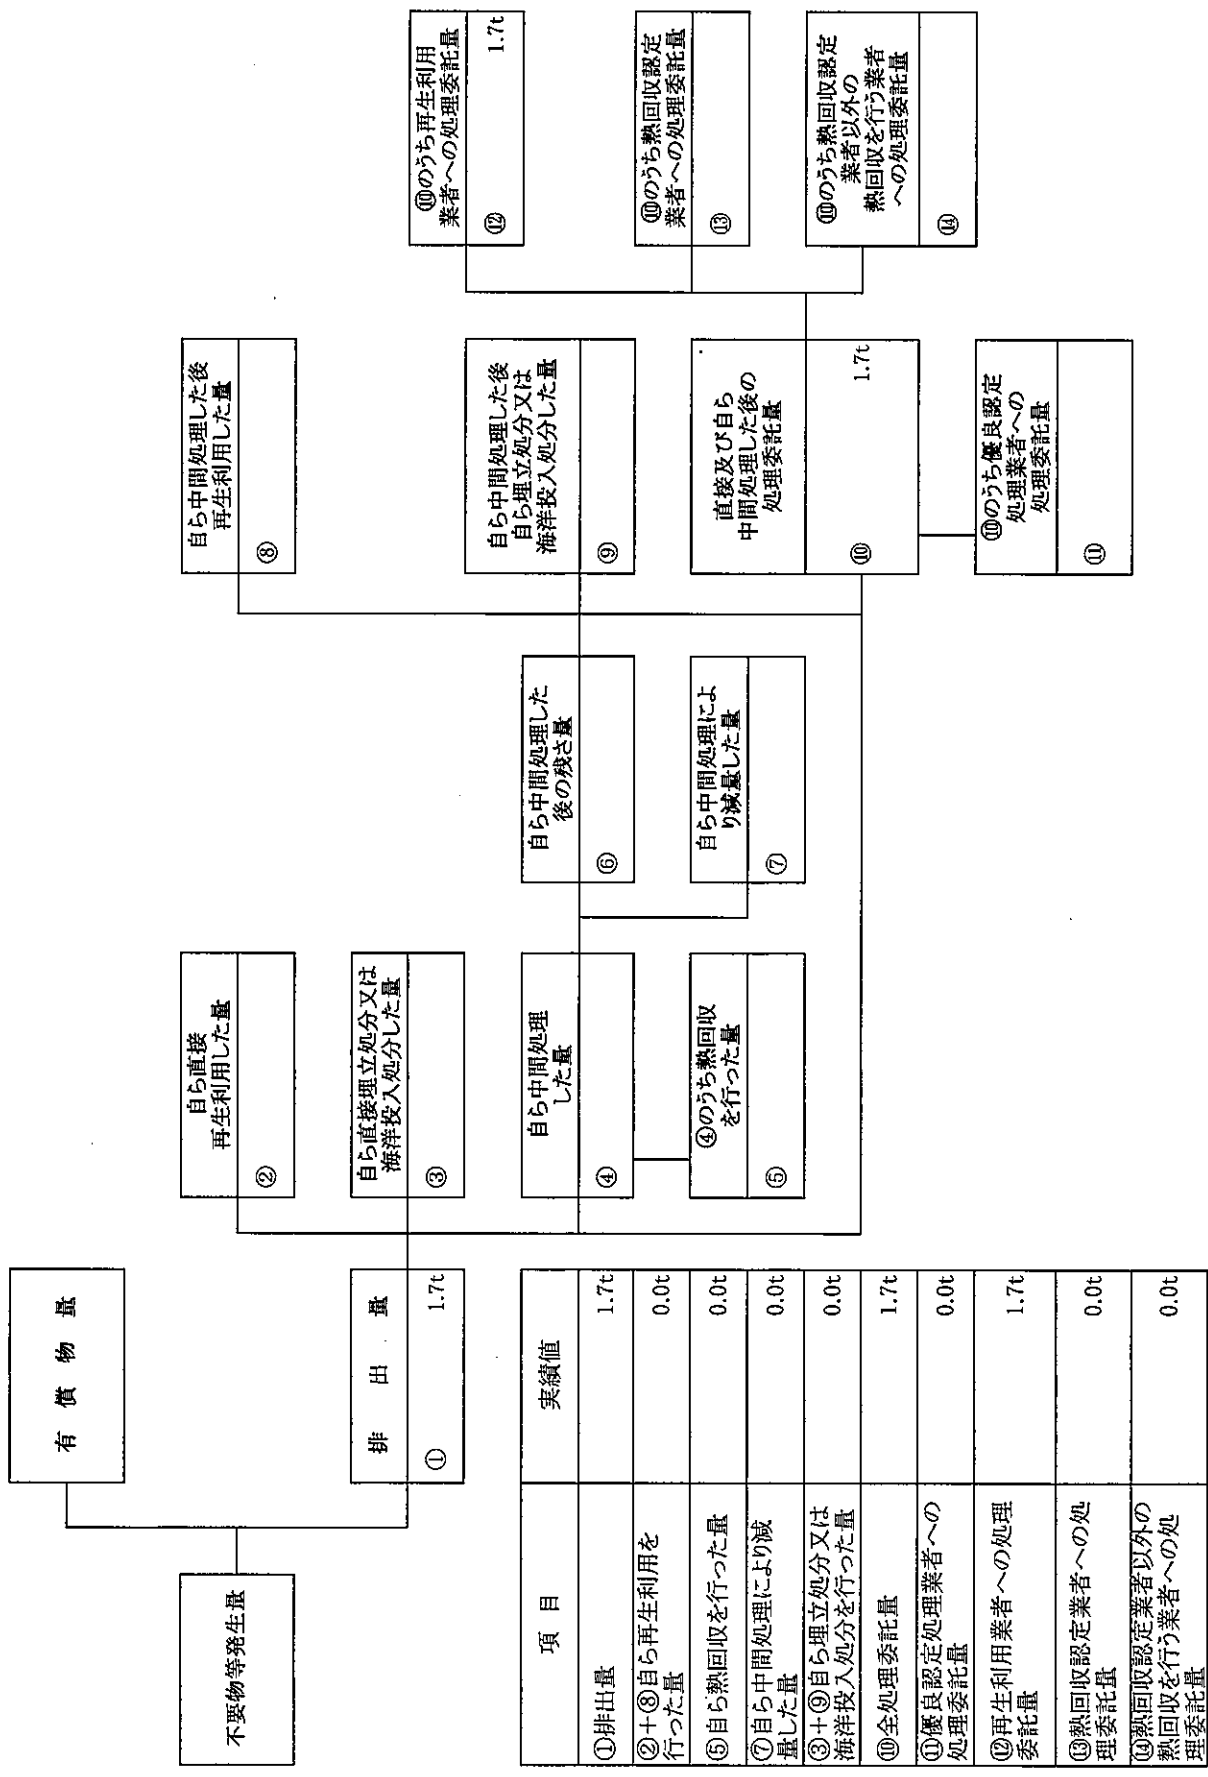 不要物等発生量
有償物量
排出量
① 1.7t
自ら直接
再生利用した量
②
自ら直接埋立処分又は
海洋投入処分した量
③
自ら中間処理
した量
④
④のうち熱回収
を行った量
⑤
自ら中間処理した
後の残さ量
⑥
自ら中間処理によ
り減量した量
⑦
自ら中間処理した後
再生利用した量
⑧
自ら中間処理した後
自ら埋立処分又は
海洋投入処分した量
⑨
直接及び自ら
中間処理した後の
処理委託量
⑩ 1.7t
⑩のうち優良認定
処理業者への
処理委託量
⑪
⑩のうち再生利用
業者への処理委託量
⑫ 1.7t
⑩のうち熱回収認定
業者への処理委託量
⑬
⑩のうち熱回収認定
業者以外の
熱回収を行う業者
への処理委託量
⑭
項目 実績値
①排出量 1.7t
②+⑧自ら再生利用を
行った量 0.0t
⑤自ら熱回収を行った量 0.0t
⑦自ら中間処理により減
量した量 0.0t
③+⑨自ら埋立処分又は
海洋投入処分を行った量 0.0t
⑩全処理委託量 1.7t
⑪優良認定処理業者への
処理委託量 0.0t
⑫再生利用業者への処理
委託量 1.7t
⑬熱回収認定業者への処
理委託量 0.0t
⑭熱回収認定業者以外の
熱回収を行う業者への処
理委託量 0.0t